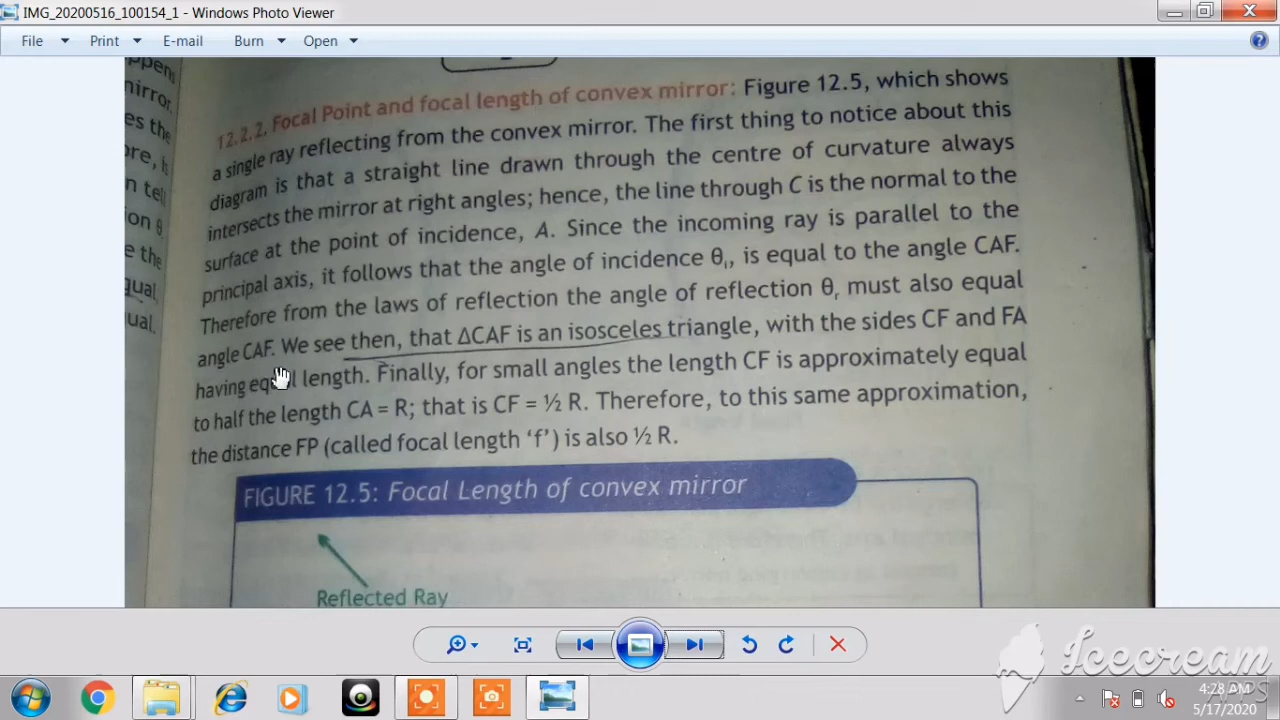 IMG_20200516_100154_1 - Windows Photo Viewer
File Print E-mail Burn Open
12.2.2. Focal Point and focal length of convex mirror: Figure 12.5, which shows
a single ray reflecting from the convex mirror. The first thing to notice about this
diagram is that a straight line drawn through the centre of curvature always
intersects the mirror at right angles; hence, the line through C is the normal to the
surface at the point of incidence, A. Since the incoming ray is parallel to the
principal axis, it follows that the angle of incidence θi, is equal to the angle CAF.
Therefore from the laws of reflection the angle of reflection θr must also equal
angle CAF. We see then, that ΔCAF is an isosceles triangle, with the sides CF and FA
having equal length. Finally, for small angles the length CF is approximately equal
to half the length CA = R; that is CF = ½ R. Therefore, to this same approximation,
the distance FP (called focal length ‘f’) is also ½ R.
FIGURE 12.5: Focal Length of convex mirror
Reflected Ray
Icecream
APPS
4:28 AM
5/17/2020